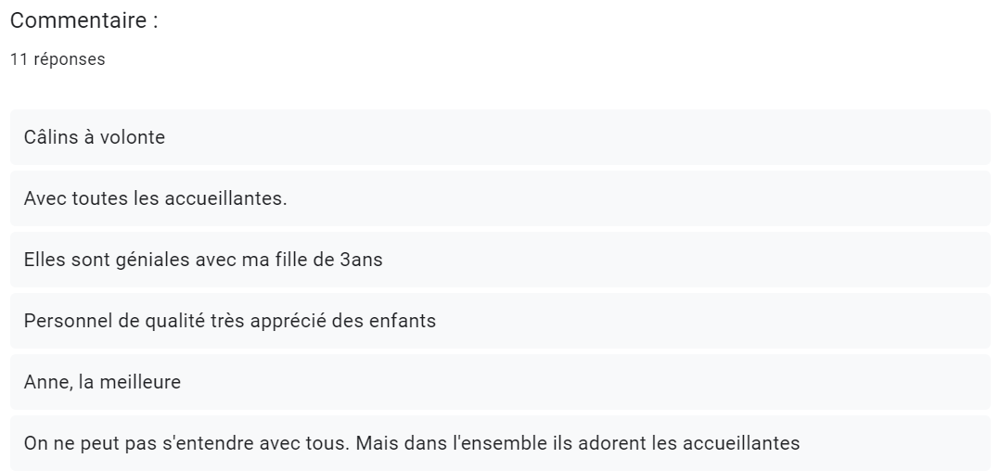 Commentaire :
11 réponses
Câlins à volonte
Avec toutes les accueillantes.
Elles sont géniales avec ma fille de 3ans
Personnel de qualité très apprécié des enfants
Anne, la meilleure
On ne peut pas s'entendre avec tous. Mais dans l'ensemble ils adorent les accueillantes